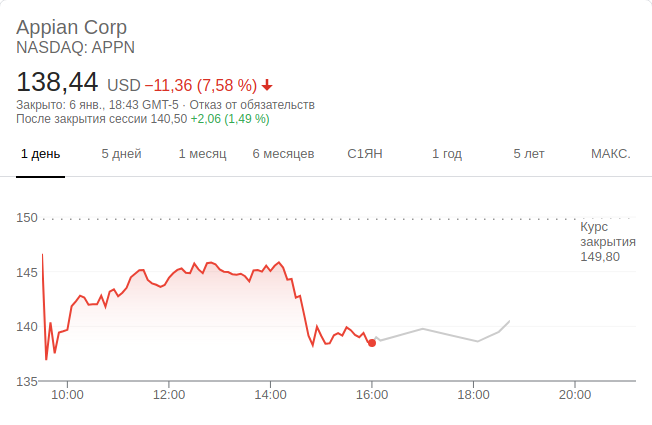 Appian Corp
NASDAQ: APPN
138,44 USD −11,36 (7,58 %)
Закрыто: 6 янв., 18:43 GMT-5 · Отказ от обязательств
После закрытия сессии 140,50 +2,06 (1,49 %)
1 день 5 дней 1 месяц 6 месяцев С1ЯН 1 год 5 лет МАКС.
150
Курс
закрытия
149,80
145
140
135
10:00 12:00 14:00 16:00 18:00 20:00